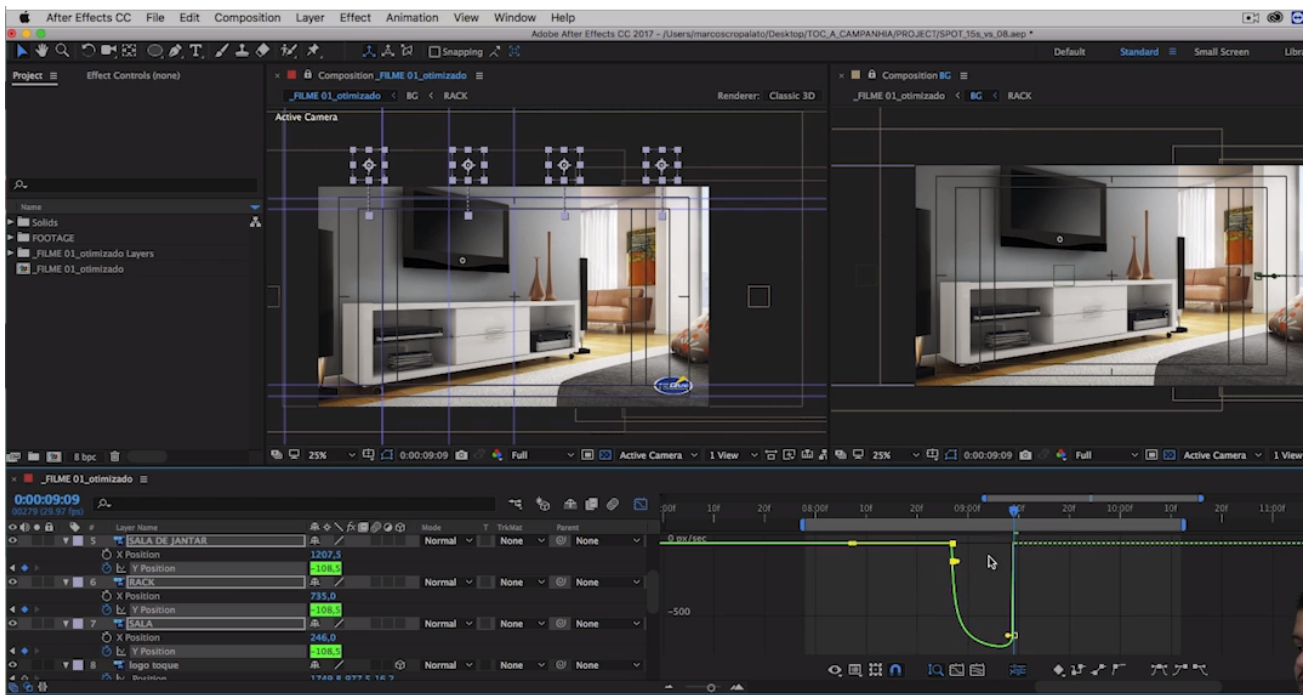 After Effects CC File Edit Composition Layer Effect Animation View Window Help
Adobe After Effects CC 2017 - /Users/marcoscropalato/Desktop/TOC_A_CAMPANHIA/PROJECT/SPOT_15s_vs_08.aep *
Snapping Default Standard Small Screen
Project Effect Controls (none) Composition _FILME 01_otimizado Composition BG
_FILME 01_otimizado BG RACK Renderer: Classic 3D _FILME 01_otimizado BG RACK
Active Camera
Name
Solids
FOOTAGE
_FILME 01_otimizado Layers
_FILME 01_otimizado
8 bpc 25% 0:00:09:09 Full Active Camera 1 View 25% 0:00:09:09 Full Active Camera 1 View
_FILME 01_otimizado
0:00:09:09
00279 (29.97 fps)
:00f 10f 20f 08:00f 10f 20f 09:00f 20f 10:00f 10f 20f 11:00f
# Layer Name Mode T TrkMat Parent
5 SALA DE JANTAR Normal None None
0 px/sec
X Position 1207,5
Y Position -108,5
6 RACK Normal None None
X Position 735,0
Y Position -108,5
-500
7 SALA Normal None None
X Position 246,0
Y Position -108,5
8 logo toque Normal None None
Position 1749,8,977,5,16,2